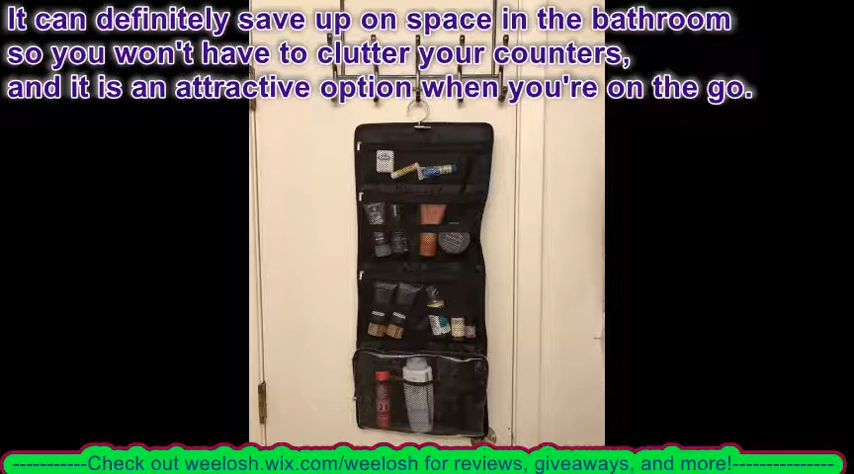 It can definitely save up on space in the bathroom
so you won't have to clutter your counters,
and it is an attractive option when you're on the go.
-----------Check out weelosh.wix.com/weelosh for reviews, giveaways, and more!---------------